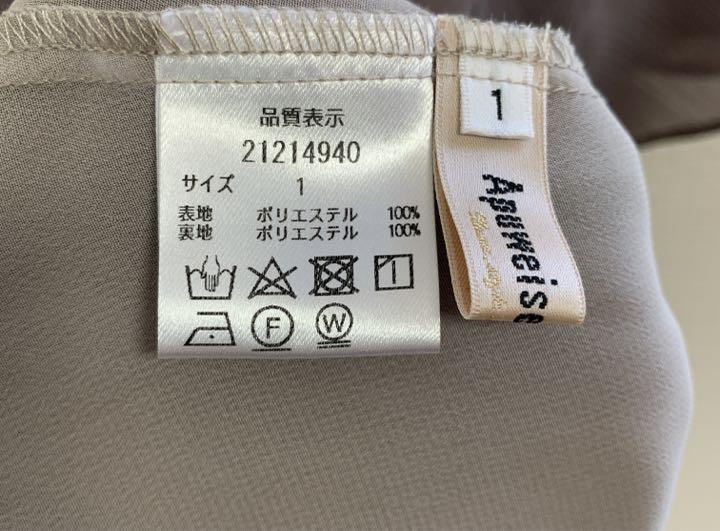 品質表示
21214940
サイズ 1
表地 ポリエステル 100%
裏地 ポリエステル 100%
F W
1
Apuweise